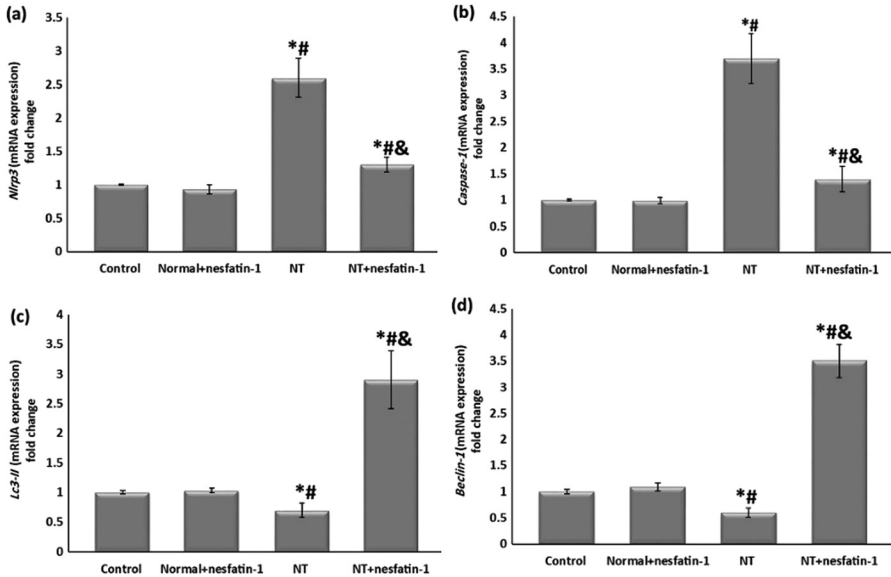 (a)
Nlrp3 (mRNA expression)
fold change
3.5
3
2.5
2
1.5
1
0.5
0
*#
*#&
Control Normal+nesfatin-1 NT NT+nesfatin-1
(b)
Caspase-1(mRNA expression)
fold change
4.5
4
3.5
3
2.5
2
1.5
1
0.5
0
*#
*#&
Control Normal+nesfatin-1 NT NT+nesfatin-1
(c)
Lc3-II (mRNA expression)
fold change
4
3.5
3
2.5
2
1.5
1
0.5
0
*#
*#&
Control Normal+nesfatin-1 NT NT+nesfatin-1
(d)
Becliin-1(mRNA expression)
fold change
4.5
4
3.5
3
2.5
2
1.5
1
0.5
0
*#
*#&
Control Normal+nesfatin-1 NT NT+nesfatin-1